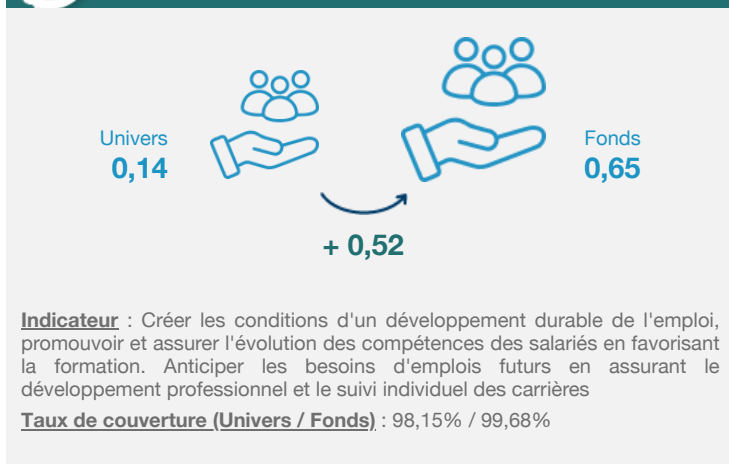 Univers
0,14
Fonds
0,65
+ 0,52
Indicateur : Créer les conditions d'un développement durable de l'emploi,
promouvoir et assurer l'évolution des compétences des salariés en favorisant
la formation. Anticiper les besoins d'emplois futurs en assurant le
développement professionnel et le suivi individuel des carrières
Taux de couverture (Univers / Fonds) : 98,15% / 99,68%